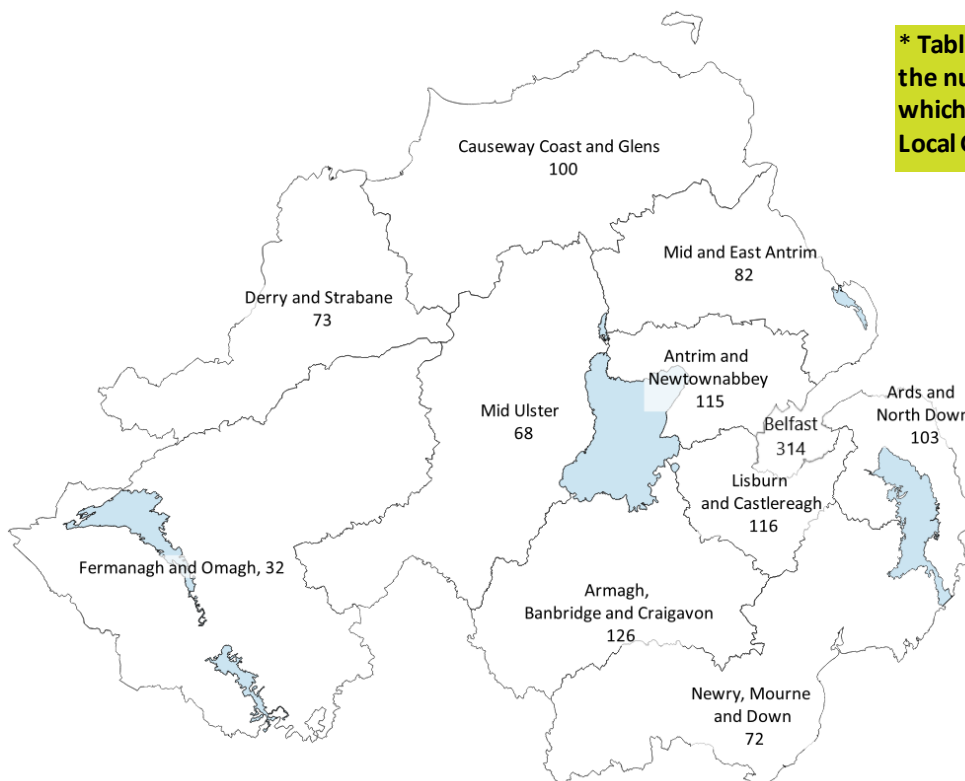 * Tabl
the nu
which
Local
Causeway Coast and Glens
100
Mid and East Antrim
82
Derry and Strabane
73
Antrim and
Newtownabbey
115
Ards and
North Down
103
Mid Ulster
68
Belfast
314
Lisburn
and Castlereagh
116
Fermanagh and Omagh, 32
Armagh,
Banbridge and Craigavon
126
Newry, Mourne
and Down
72